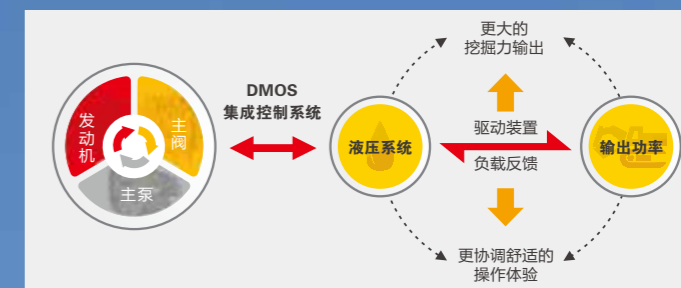 发动机
主阀
主泵
DMOS
集成控制系统
液压系统
更大的
挖掘力输出
驱动装置
负载反馈
更协调舒适的
操作体验
输出功率